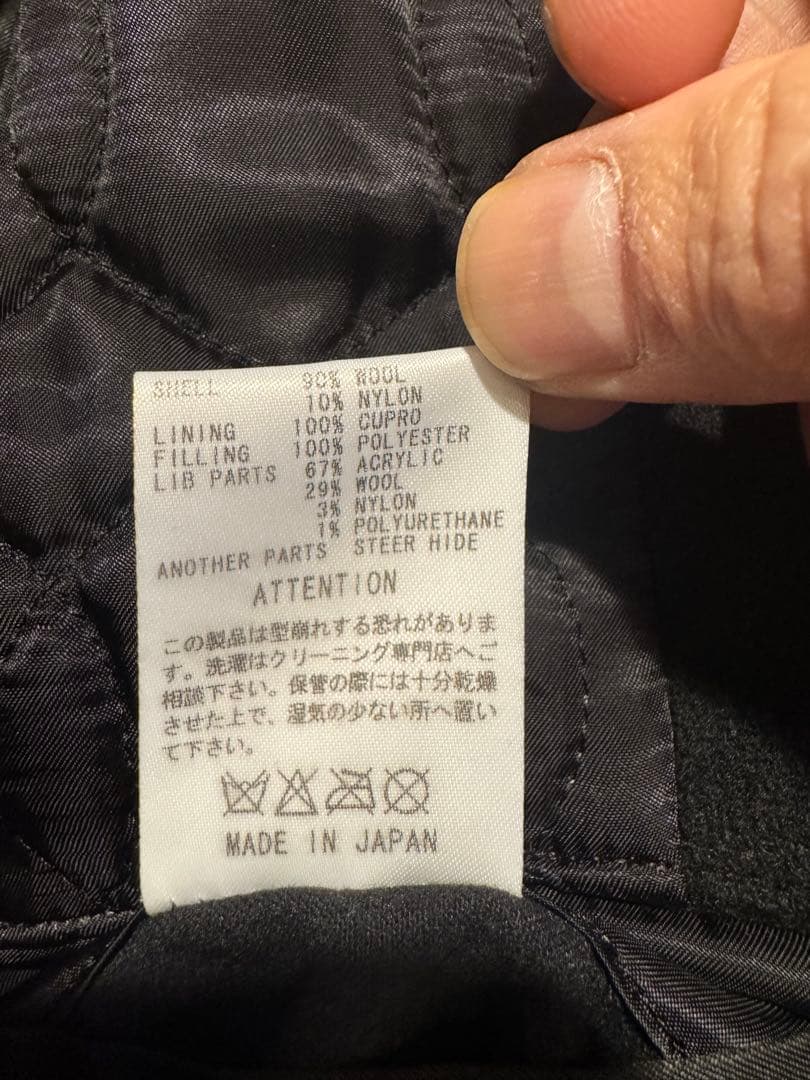 SHELL 90% WOOL
10% NYLON
LINING 100% CUPRO
FILLING 100% POLYESTER
LIB PARTS 67% ACRYLIC
29% WOOL
3% NYLON
1% POLYURETHANE
ANOTHER PARTS STEER HIDE
ATTENTION
この製品は型崩れする恐れがありま
す。洗濯はクリーニング専門店へご
相談下さい。保管の際には十分乾燥
させた上で、湿気の少ない所へ置い
て下さい。
MADE IN JAPAN